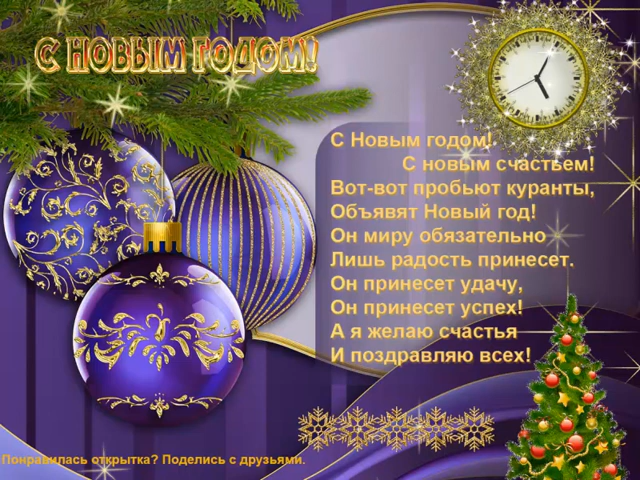 С НОВЫМ ГОДОМ!
С Новым годом!
С новым счастьем!
Вот-вот пробьют куранты,
Объявят Новый год!
Он миру обязательно
Лишь радость принесет.
Он принесет удачу,
Он принесет успех!
А я желаю счастья
И поздравляю всех!
Понравилась открытка? Поделись с друзьями.